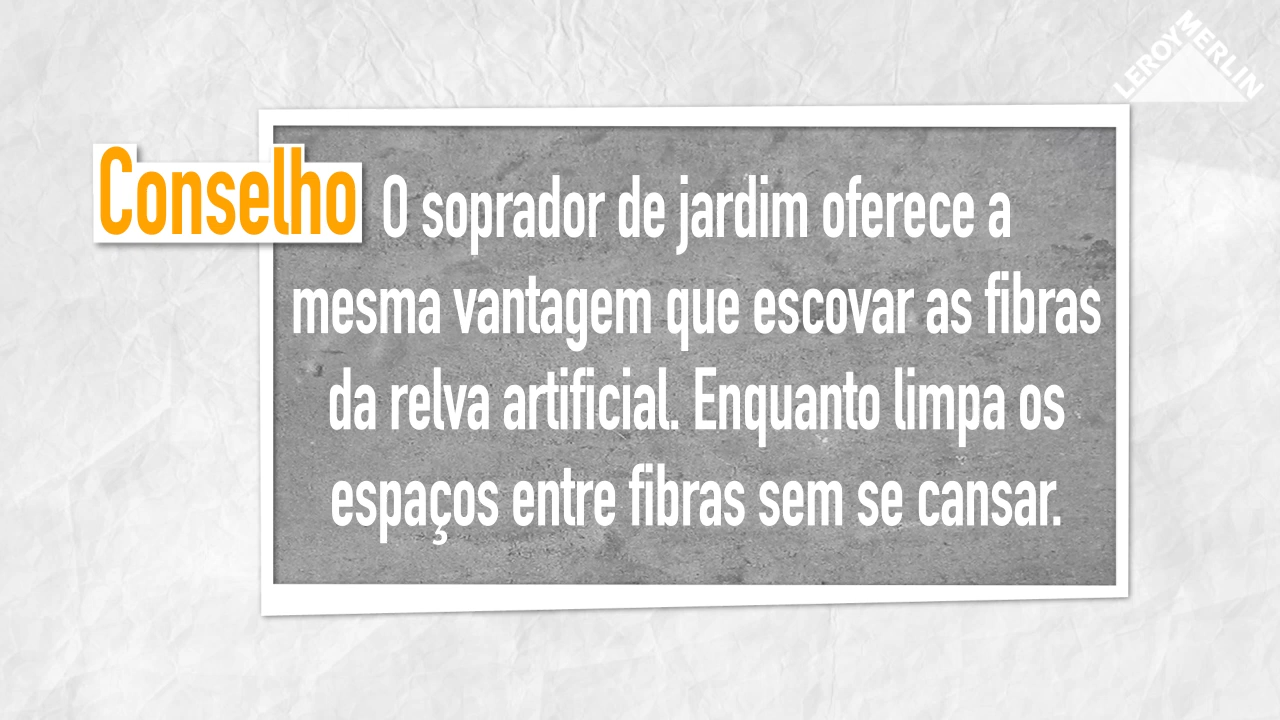 LEROY MERLIN
Conselho
O soprador de jardim oferece a
mesma vantagem que escovar as fibras
da relva artificial. Enquanto limpa os
espaços entre fibras sem se cansar.